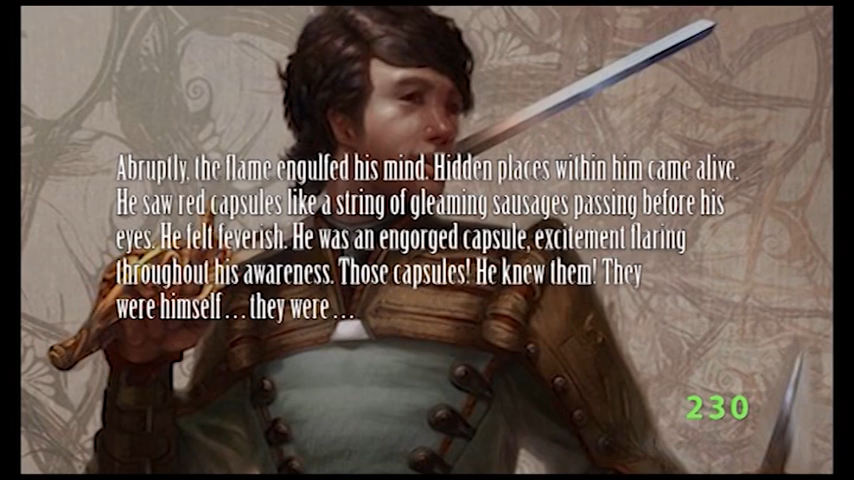 Abruptly, the flame engulfed his mind. Hidden places within him came alive.
He saw red capsules like a string of gleaming sausages passing before his
eyes. He felt feverish. He was an engorged capsule, excitement flaring
throughout his awareness. Those capsules! He knew them! They
were himself . . . they were . . .
230